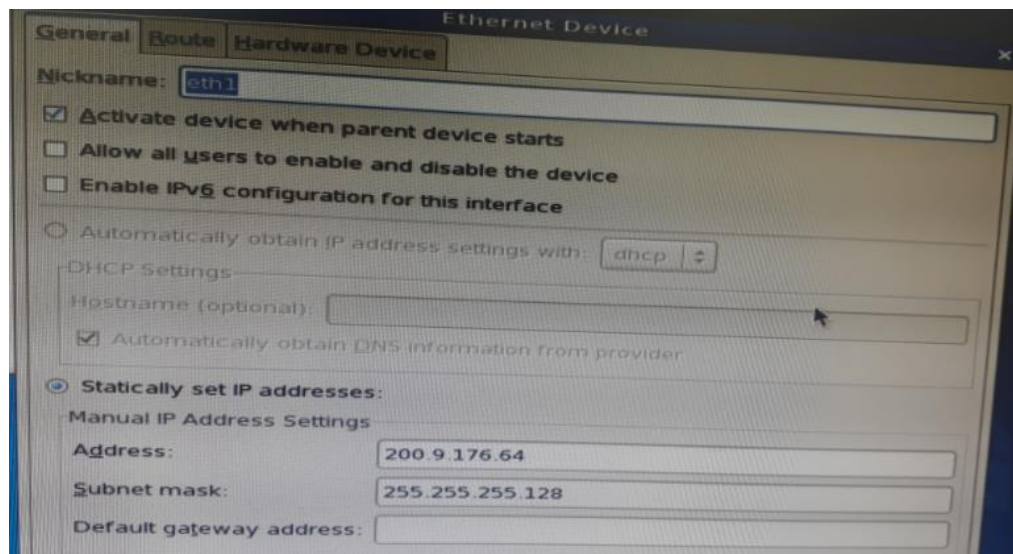 Ethernet Device
General Route Hardware Device
Nickname: eth1
Activate device when parent device starts
Allow all users to enable and disable the device
Enable IPv6 configuration for this interface
Automatically obtain IP address settings with: dhcp
DHCP Settings
Hostname (optional):
Automatically obtain DNS information from provider
Statically set IP addresses:
Manual IP Address Settings
Address: 200.9.176.64
Subnet mask: 255.255.255.128
Default gateway address: